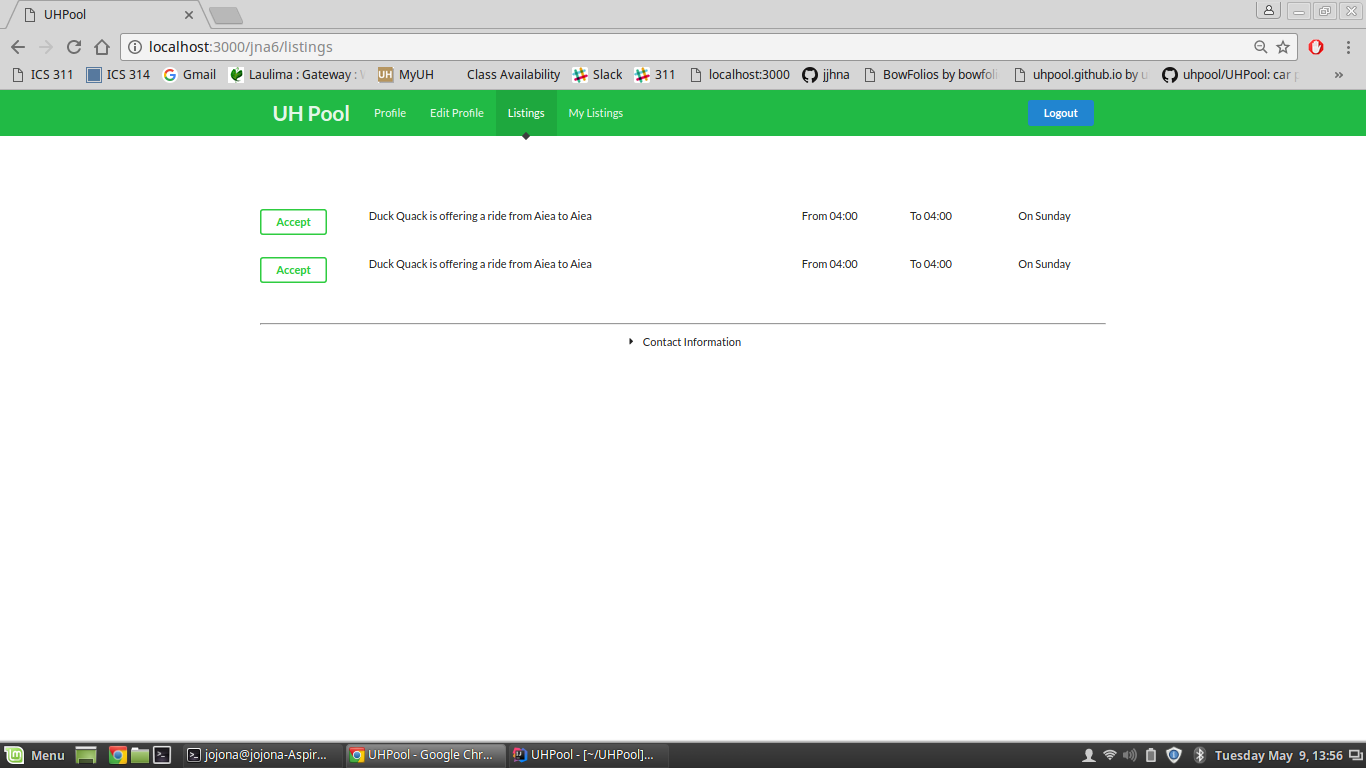 UHPool
localhost:3000/jna6/listings
ICS 311 ICS 314 Gmail Laulima : Gateway : MyUH Class Availability Slack 311 localhost:3000 jjhna BowFolios by bowfoli uhpool.github.io by u uhpool/UHPool: car »
UH Pool Profile Edit Profile Listings My Listings Logout
Accept Duck Quack is offering a ride from Aiea to Aiea From 04:00 To 04:00 On Sunday
Accept Duck Quack is offering a ride from Aiea to Aiea From 04:00 To 04:00 On Sunday
Contact Information
Menu jojona@jojona-Aspir... UHPool - Google Chr... UHPool - [~/UHPool]... Tuesday May 9, 13:56